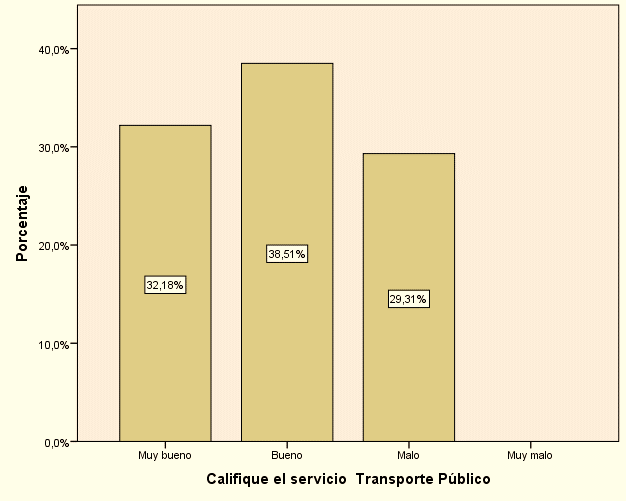 Porcentaje
40,0%
30,0%
20,0%
10,0%
0,0%
32,18%
38,51%
29,31%
Muy bueno
Bueno
Malo
Muy malo
Califique el servicio  Transporte Público